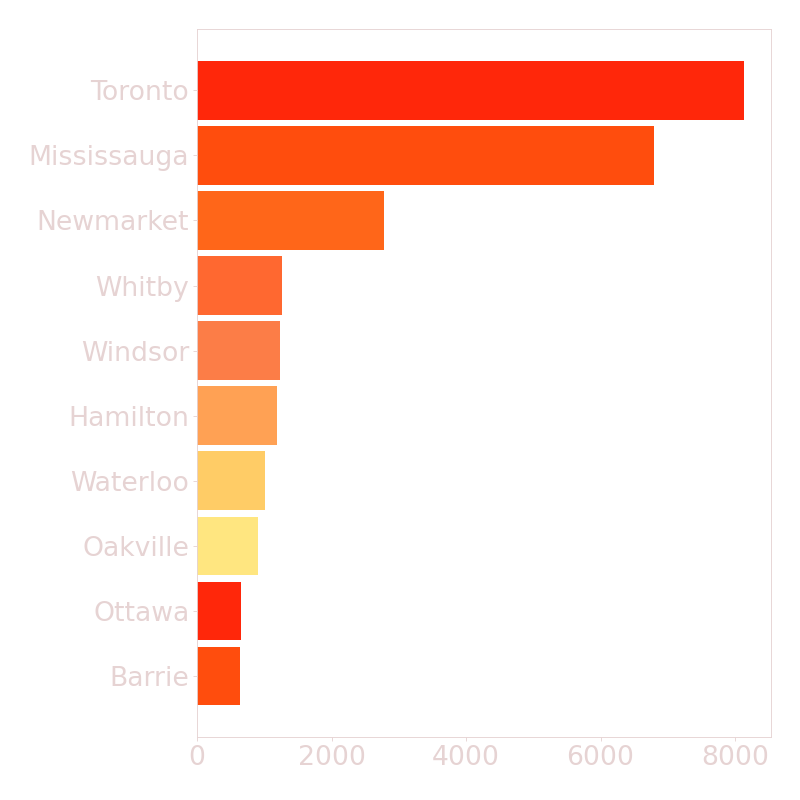 Toronto
Mississauga
Newmarket
Whitby
Windsor
Hamilton
Waterloo
Oakville
Ottawa
Barrie
0 2000 4000 6000 8000